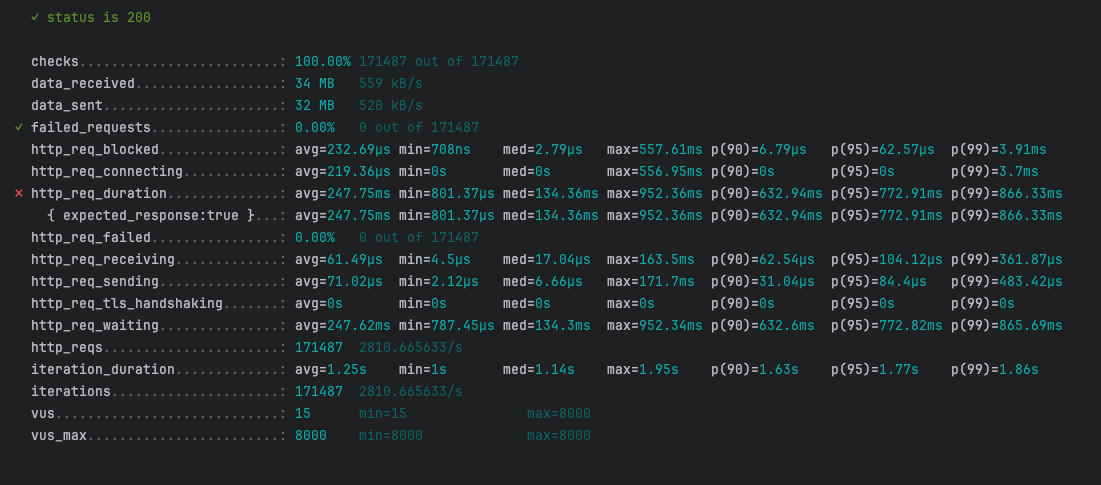 ✓ status is 200
checks.........................: 100.00% 171487 out of 171487
data_received..................: 34 MB   559 kB/s
data_sent......................: 32 MB   520 kB/s
✓ failed_requests................: 0.00%   0 out of 171487
http_req_blocked...............: avg=232.69µs min=708ns    med=2.79µs   max=557.61ms p(90)=6.79µs   p(95)=62.57µs  p(99)=3.91ms
http_req_connecting............: avg=219.36µs min=0s       med=0s       max=556.95ms p(90)=0s       p(95)=0s       p(99)=3.7ms
✗ http_req_duration..............: avg=247.75ms min=801.37µs med=134.36ms max=952.36ms p(90)=632.94ms p(95)=772.91ms p(99)=866.33ms
{ expected_response:true }...: avg=247.75ms min=801.37µs med=134.36ms max=952.36ms p(90)=632.94ms p(95)=772.91ms p(99)=866.33ms
http_req_failed................: 0.00%   0 out of 171487
http_req_receiving.............: avg=61.49µs  min=4.5µs    med=17.04µs  max=163.5ms  p(90)=62.54µs  p(95)=104.12µs p(99)=361.87µs
http_req_sending...............: avg=71.02µs  min=2.12µs   med=6.66µs   max=171.7ms  p(90)=31.04µs  p(95)=84.4µs   p(99)=483.42µs
http_req_tls_handshaking.......: avg=0s       min=0s       med=0s       max=0s       p(90)=0s       p(95)=0s       p(99)=0s
http_req_waiting...............: avg=247.62ms min=787.45µs med=134.3ms  max=952.34ms p(90)=632.6ms  p(95)=772.82ms p(99)=865.69ms
http_reqs......................: 171487  2810.665633/s
iteration_duration.............: avg=1.25s    min=1s       med=1.14s    max=1.95s    p(90)=1.63s    p(95)=1.77s    p(99)=1.86s
iterations.....................: 171487  2810.665633/s
vus............................: 15      min=15               max=8000
vus_max........................: 8000    min=8000             max=8000